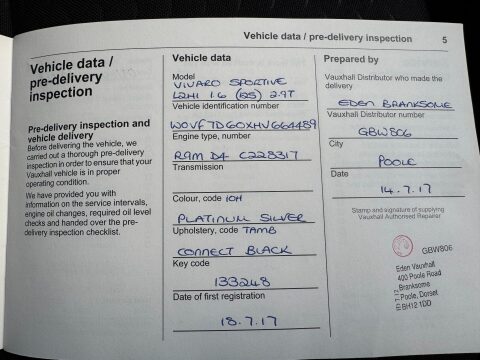 Vehicle data / pre-delivery inspection 5
Vehicle data /
pre-delivery
inspection
Pre-delivery inspection and
vehicle delivery
Before delivering the vehicle, we
carried out a thorough pre-delivery
inspection in order to ensure that your
Vauxhall vehicle is in proper
operating condition.
We have provided you with
information on the service intervals,
engine oil changes, required oil level
checks and handed over the pre-
delivery inspection checklist.
Vehicle data
Model
VIVARO SPORTIVE
L2H1 1.6 (95) 2.9T
Vehicle identification number
W0VF7D60XHV664489
Engine type, number
R9M D4 C228317
Transmission
Colour, code 10H
PLATINUM SILVER
Upholstery, code TAMB
CONNECT BLACK
Key code
133248
Date of first registration
18.7.17
Prepared by
Vauxhall Distributor who made the
delivery
EDEN BRANKSOME
Vauxhall Distributor number
GBW806
City
POOLE
Date
14.7.17
Stamp and signature of supplying
Vauxhall Authorised Repairer
GBW806
Eden Vauxhall
400 Poole Road
Branksome
Poole, Dorset
BH12 1DD